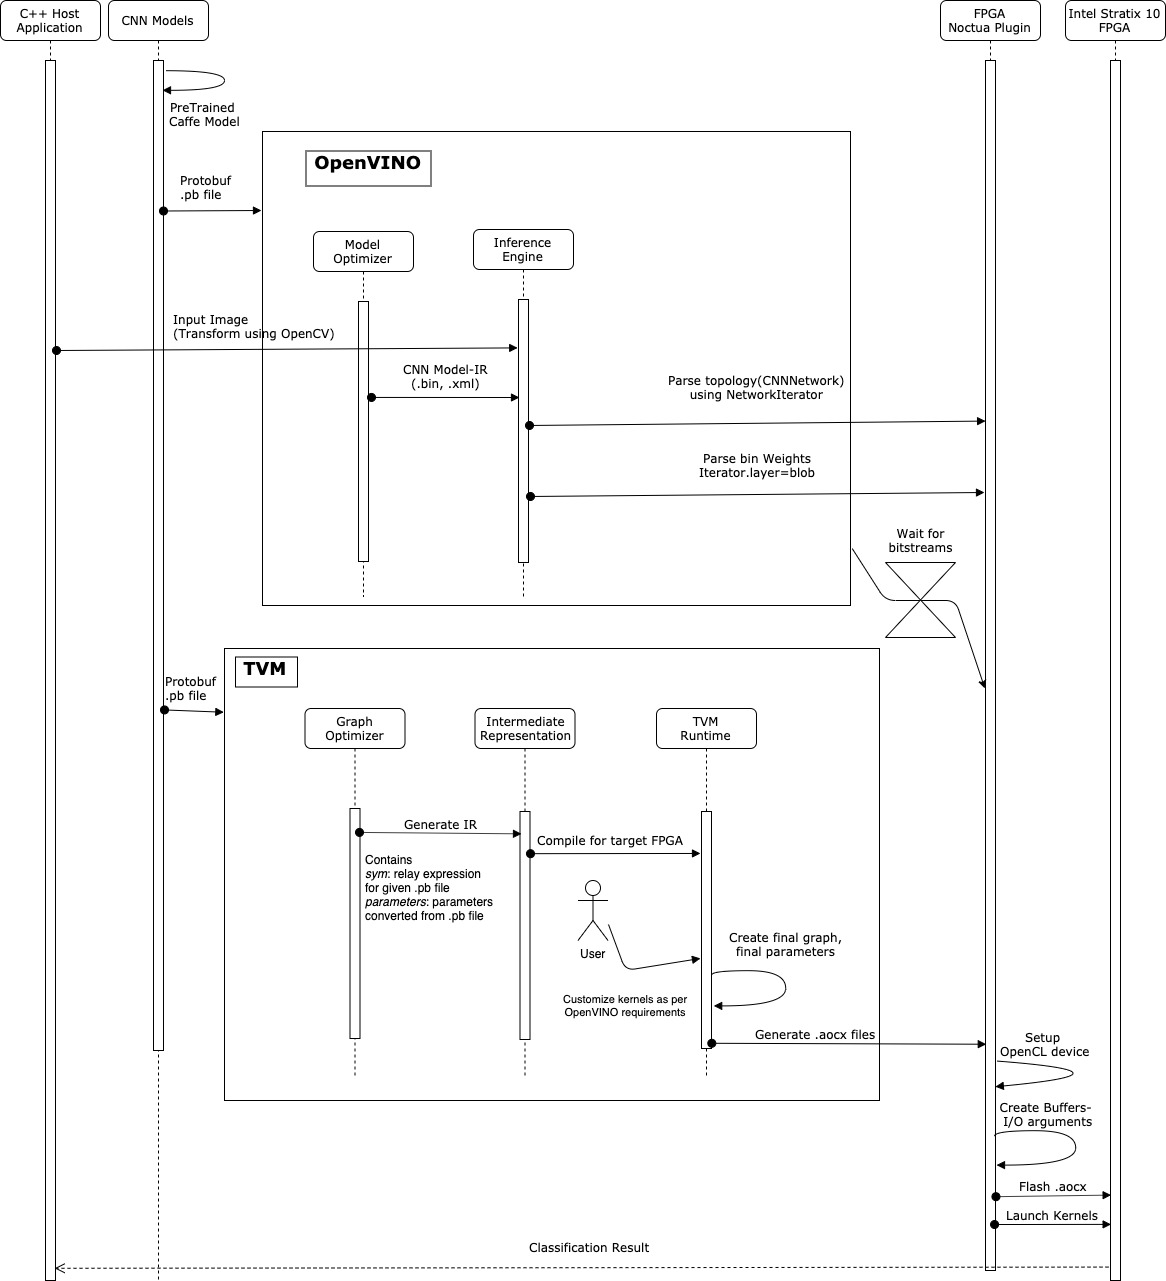 C++ Host
Application
CNN Models
FPGA
Noctua Plugin
Intel Stratix 10
FPGA
PreTrained
Caffe Model
OpenVINO
Protobuf
.pb file
Model
Optimizer
Inference
Engine
Input Image
(Transform using OpenCV)
CNN Model-IR
(.bin, .xml)
Parse topology(CNNNetwork)
using NetworkIterator
Parse bin Weights
Iterator.layer=blob
Wait for
bitstreams
TVM
Protobuf
.pb file
Graph
Optimizer
Intermediate
Representation
TVM
Runtime
Generate IR
Compile for target FPGA
Contains
sym: relay expression
for given .pb file
parameters: parameters
converted from .pb file
User
Create final graph,
final parameters
Customize kernels as per
OpenVINO requirements
Generate .aocx files
Setup
OpenCL device
Create Buffers-
I/O arguments
Flash .aocx
Launch Kernels
Classification Result